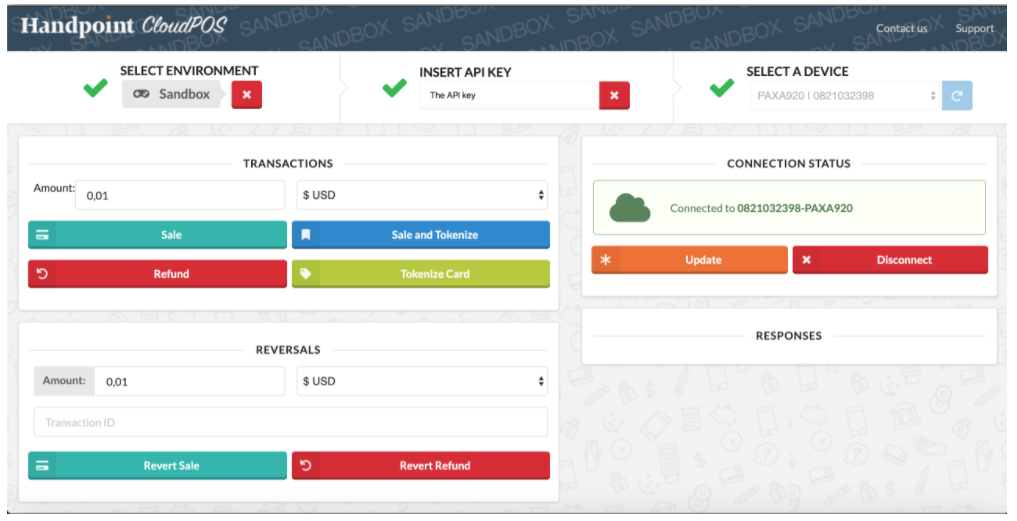 Handpoint CloudPOS
Contact us Support
SANDBOX SANDBOX SANDBOX SANDBOX SANDBOX SANDBOX SANDBOX
SELECT ENVIRONMENT
Sandbox
INSERT API KEY
The API key
SELECT A DEVICE
PAXA920 | 0821032398
TRANSACTIONS
Amount: 0,01 $ USD
Sale Sale and Tokenize
Refund Tokenize Card
REVERSALS
Amount: 0,01 $ USD
Transaction ID
Revert Sale Revert Refund
CONNECTION STATUS
Connected to 0821032398-PAXA920
Update Disconnect
RESPONSES